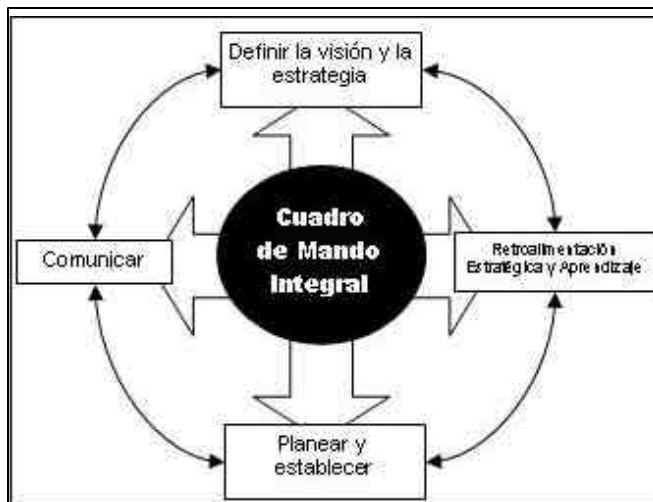 Definir la visión y la
estrategia
Cuadro
de Mando
Integral
Comunicar
Retroalimentación
Estratégica y Aprendizaje
Planear y
establecer